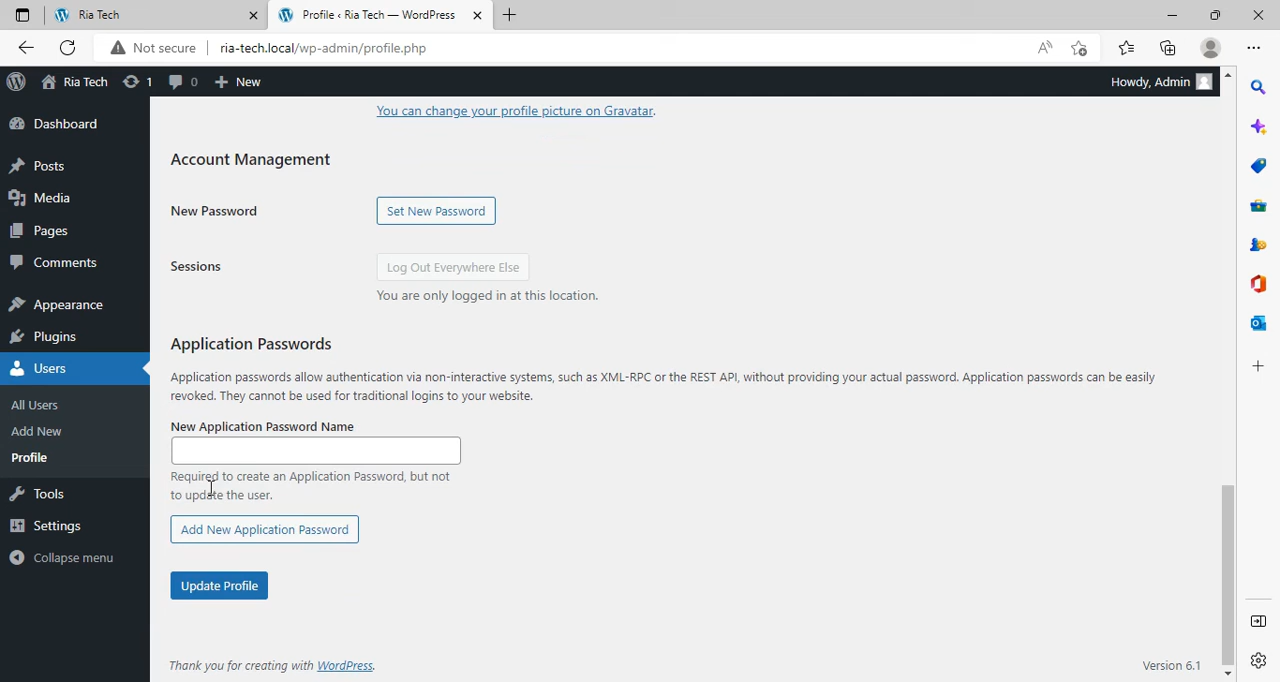 Ria Tech
Profile ‹ Ria Tech — WordPress
Not secure
ria-tech.local/wp-admin/profile.php
Ria Tech
1
0
New
Howdy, Admin
Dashboard
Posts
Media
Pages
Comments
Appearance
Plugins
Users
All Users
Add New
Profile
Tools
Settings
Collapse menu
You can change your profile picture on Gravatar.
Account Management
New Password
Set New Password
Sessions
Log Out Everywhere Else
You are only logged in at this location.
Application Passwords
Application passwords allow authentication via non-interactive systems, such as XML-RPC or the REST API, without providing your actual password. Application passwords can be easily
revoked. They cannot be used for traditional logins to your website.
New Application Password Name
Required to create an Application Password, but not
to update the user.
Add New Application Password
Update Profile
Thank you for creating with WordPress.
Version 6.1